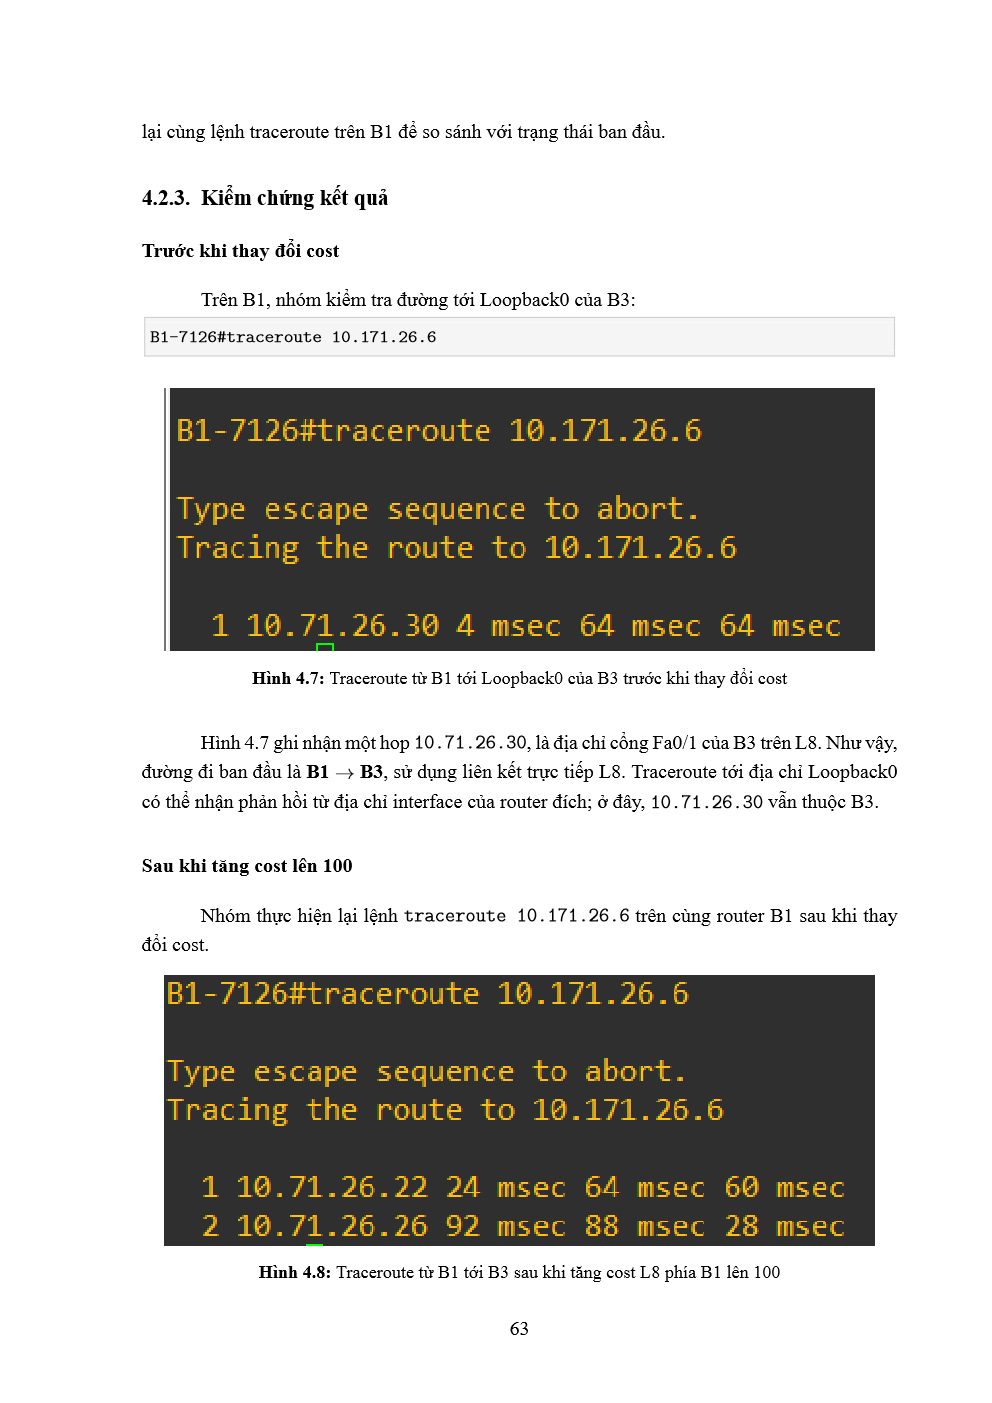 lại cùng lệnh traceroute trên B1 để so sánh với trạng thái ban đầu.
4.2.3. Kiểm chứng kết quả
Trước khi thay đổi cost
Trên B1, nhóm kiểm tra đường tới Loopback0 của B3:
B1-7126#traceroute 10.171.26.6
B1-7126#traceroute 10.171.26.6
Type escape sequence to abort.
Tracing the route to 10.171.26.6
1 10.71.26.30 4 msec 64 msec 64 msec
Hình 4.7: Traceroute từ B1 tới Loopback0 của B3 trước khi thay đổi cost
Hình 4.7 ghi nhận một hop 10.71.26.30, là địa chỉ cổng Fa0/1 của B3 trên L8. Như vậy,
đường đi ban đầu là B1 → B3, sử dụng liên kết trực tiếp L8. Traceroute tới địa chỉ Loopback0
có thể nhận phản hồi từ địa chỉ interface của router đích; ở đây, 10.71.26.30 vẫn thuộc B3.
Sau khi tăng cost lên 100
Nhóm thực hiện lại lệnh traceroute 10.171.26.6 trên cùng router B1 sau khi thay
đổi cost.
B1-7126#traceroute 10.171.26.6
Type escape sequence to abort.
Tracing the route to 10.171.26.6
1 10.71.26.22 24 msec 64 msec 60 msec
2 10.71.26.26 92 msec 88 msec 28 msec
Hình 4.8: Traceroute từ B1 tới B3 sau khi tăng cost L8 phía B1 lên 100
63